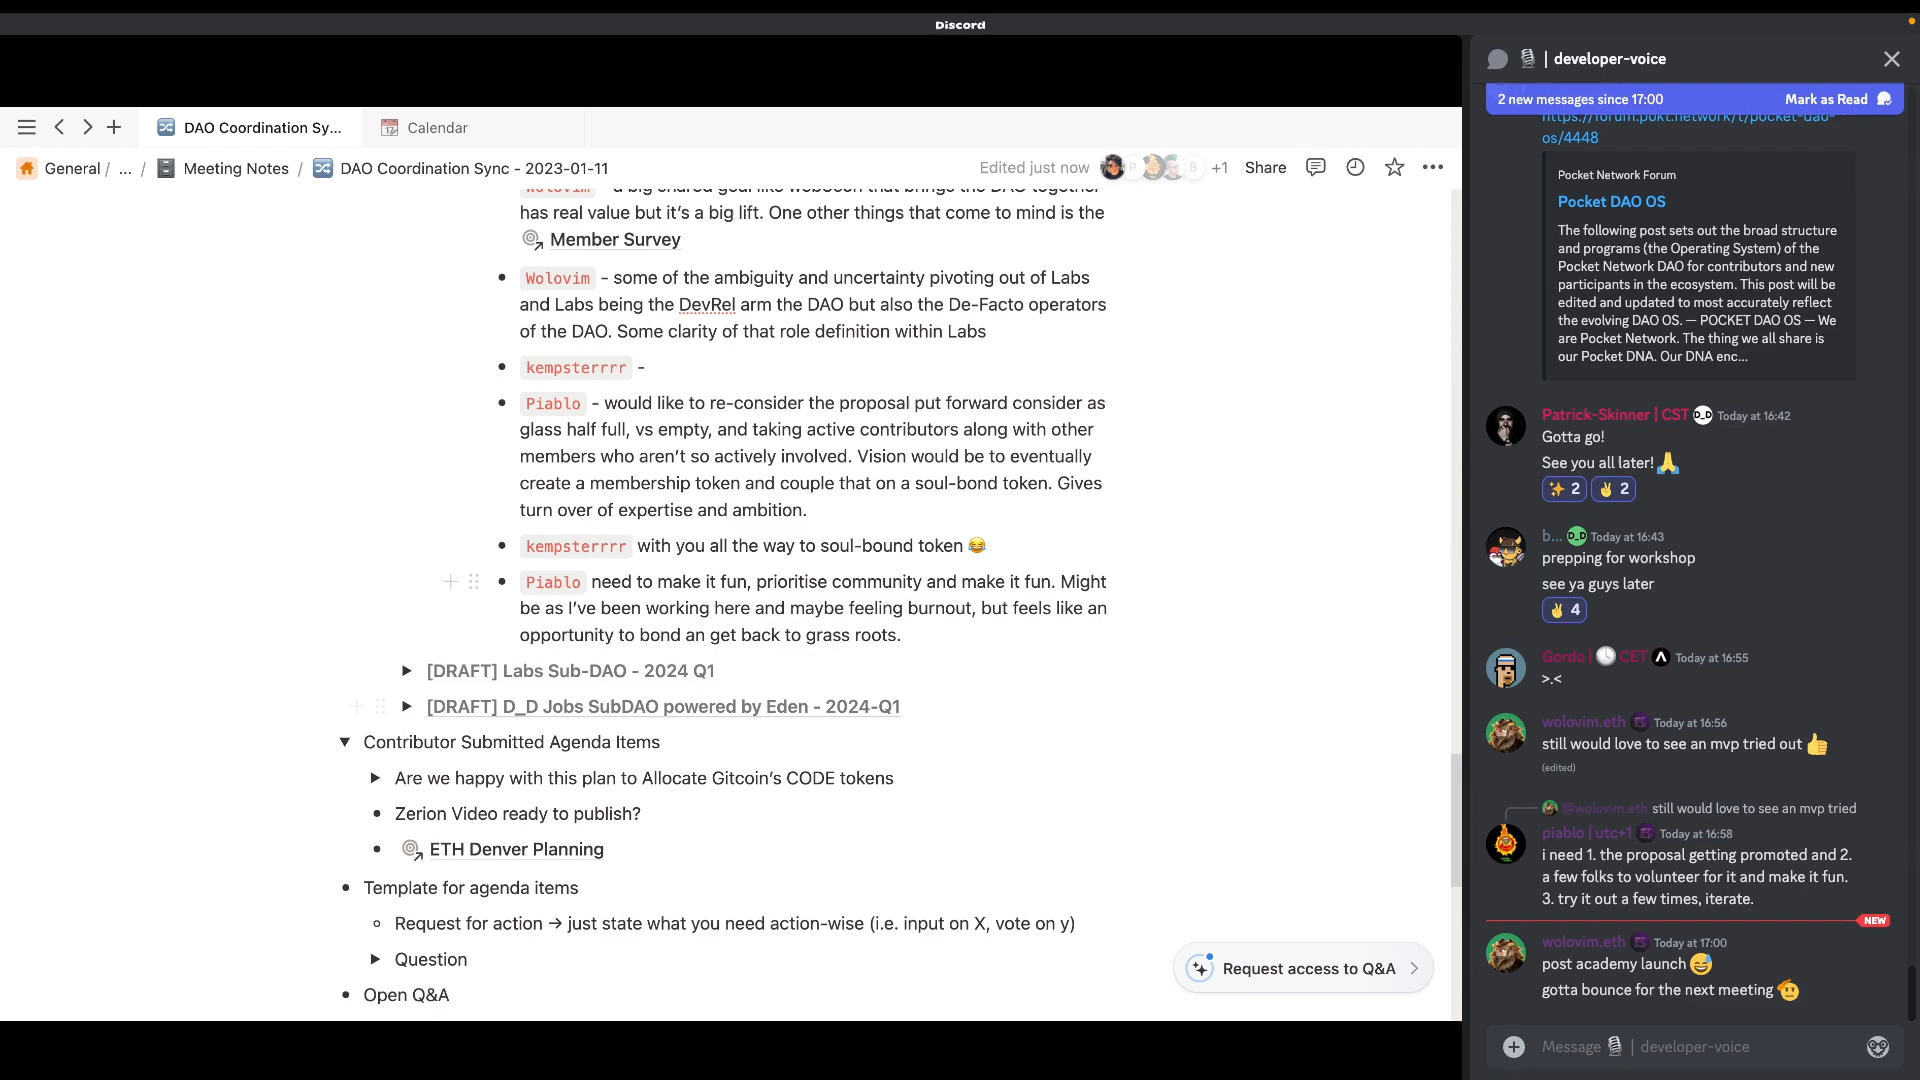 Discord
DAO Coordination Sy...
Calendar
General / ... / Meeting Notes / DAO Coordination Sync - 2023-01-11
Edited just now
P
B
+1
Share
has real value but it's a big lift. One other things that come to mind is the
Member Survey
Wolovim - some of the ambiguity and uncertainty pivoting out of Labs
and Labs being the DevRel arm the DAO but also the De-Facto operators
of the DAO. Some clarity of that role definition within Labs
kempsterrrr -
Piablo - would like to re-consider the proposal put forward consider as
glass half full, vs empty, and taking active contributors along with other
members who aren't so actively involved. Vision would be to eventually
create a membership token and couple that on a soul-bond token. Gives
turn over of expertise and ambition.
kempsterrrr with you all the way to soul-bound token 😂
Piablo need to make it fun, prioritise community and make it fun. Might
be as I've been working here and maybe feeling burnout, but feels like an
opportunity to bond an get back to grass roots.
[DRAFT] Labs Sub-DAO - 2024 Q1
[DRAFT] D_D Jobs SubDAO powered by Eden - 2024-Q1
Contributor Submitted Agenda Items
Are we happy with this plan to Allocate Gitcoin's CODE tokens
Zerion Video ready to publish?
ETH Denver Planning
Template for agenda items
Request for action → just state what you need action-wise (i.e. input on X, vote on y)
Question
Open Q&A
Request access to Q&A
| developer-voice
2 new messages since 17:00
Mark as Read
https://forum.pokt.network/t/pocket-dao-
os/4448
Pocket Network Forum
Pocket DAO OS
The following post sets out the broad structure
and programs (the Operating System) of the
Pocket Network DAO for contributors and new
participants in the ecosystem. This post will be
edited and updated to most accurately reflect
the evolving DAO OS. — POCKET DAO OS — We
are Pocket Network. The thing we all share is
our Pocket DNA. Our DNA enc...
Patrick-Skinner | CST D_D Today at 16:42
Gotta go!
See you all later! 🙏
✨ 2 ✌ 2
b... D_D Today at 16:43
prepping for workshop
see ya guys later
✌ 4
Gordo | 🕓 CET Today at 16:55
>.<
wolovim.eth Today at 16:56
still would love to see an mvp tried out 👍
(edited)
@wolovim.eth still would love to see an mvp tried
piablo | utc+1 Today at 16:58
i need 1. the proposal getting promoted and 2.
a few folks to volunteer for it and make it fun.
3. try it out a few times, iterate.
NEW
wolovim.eth Today at 17:00
post academy launch 😅
gotta bounce for the next meeting 🫡
Message 🎙 | developer-voice